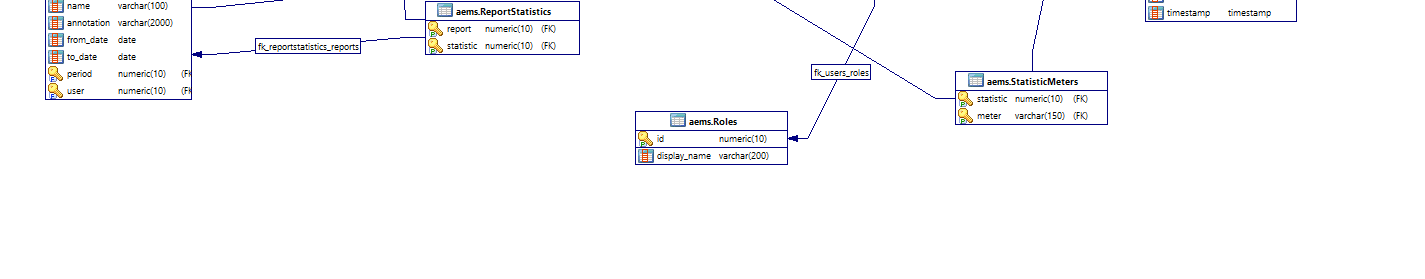 name varchar(100)
annotation varchar(2000)
from_date date
to_date date
period numeric(10) (FK
user numeric(10) (FK
fk_reportstatistics_reports
aems.ReportStatistics
report numeric(10) (FK)
statistic numeric(10) (FK)
fk_users_roles
aems.Roles
id numeric(10)
display_name varchar(200)
aems.StatisticMeters
statistic numeric(10) (FK)
meter varchar(150) (FK)
timestamp timestamp